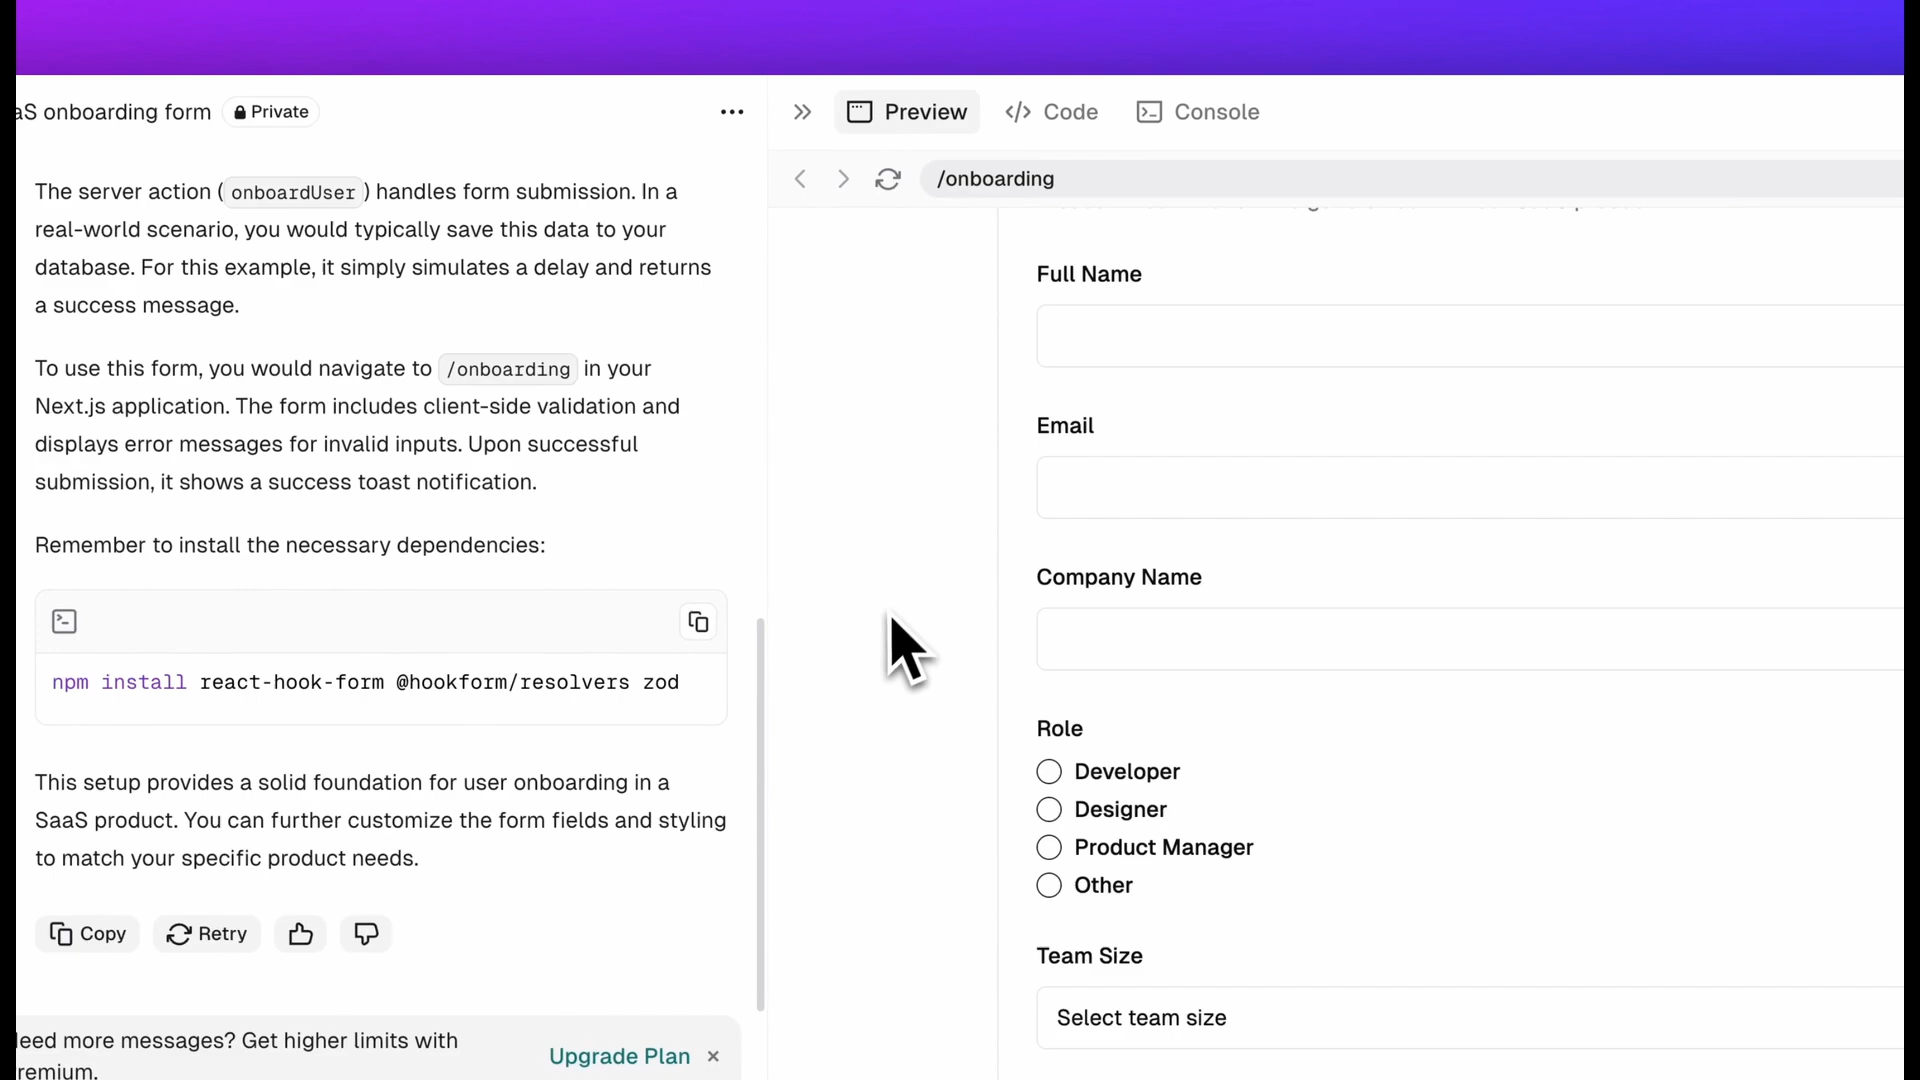 aS onboarding form
Private
The server action (onboardUser) handles form submission. In a
real-world scenario, you would typically save this data to your
database. For this example, it simply simulates a delay and returns
a success message.
To use this form, you would navigate to /onboarding in your
Next.js application. The form includes client-side validation and
displays error messages for invalid inputs. Upon successful
submission, it shows a success toast notification.
Remember to install the necessary dependencies:
npm install react-hook-form @hookform/resolvers zod
This setup provides a solid foundation for user onboarding in a
SaaS product. You can further customize the form fields and styling
to match your specific product needs.
Copy
Retry
eed more messages? Get higher limits with
remium.
Upgrade Plan
Preview
Code
Console
/onboarding
Full Name
Email
Company Name
Role
Developer
Designer
Product Manager
Other
Team Size
Select team size